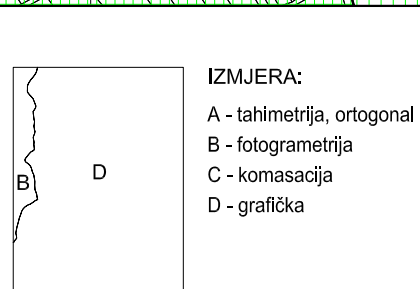 IZMJERA:
A - tahimetrija, ortogonal
B - fotogrametrija
C - komasacija
D - grafička
B
D